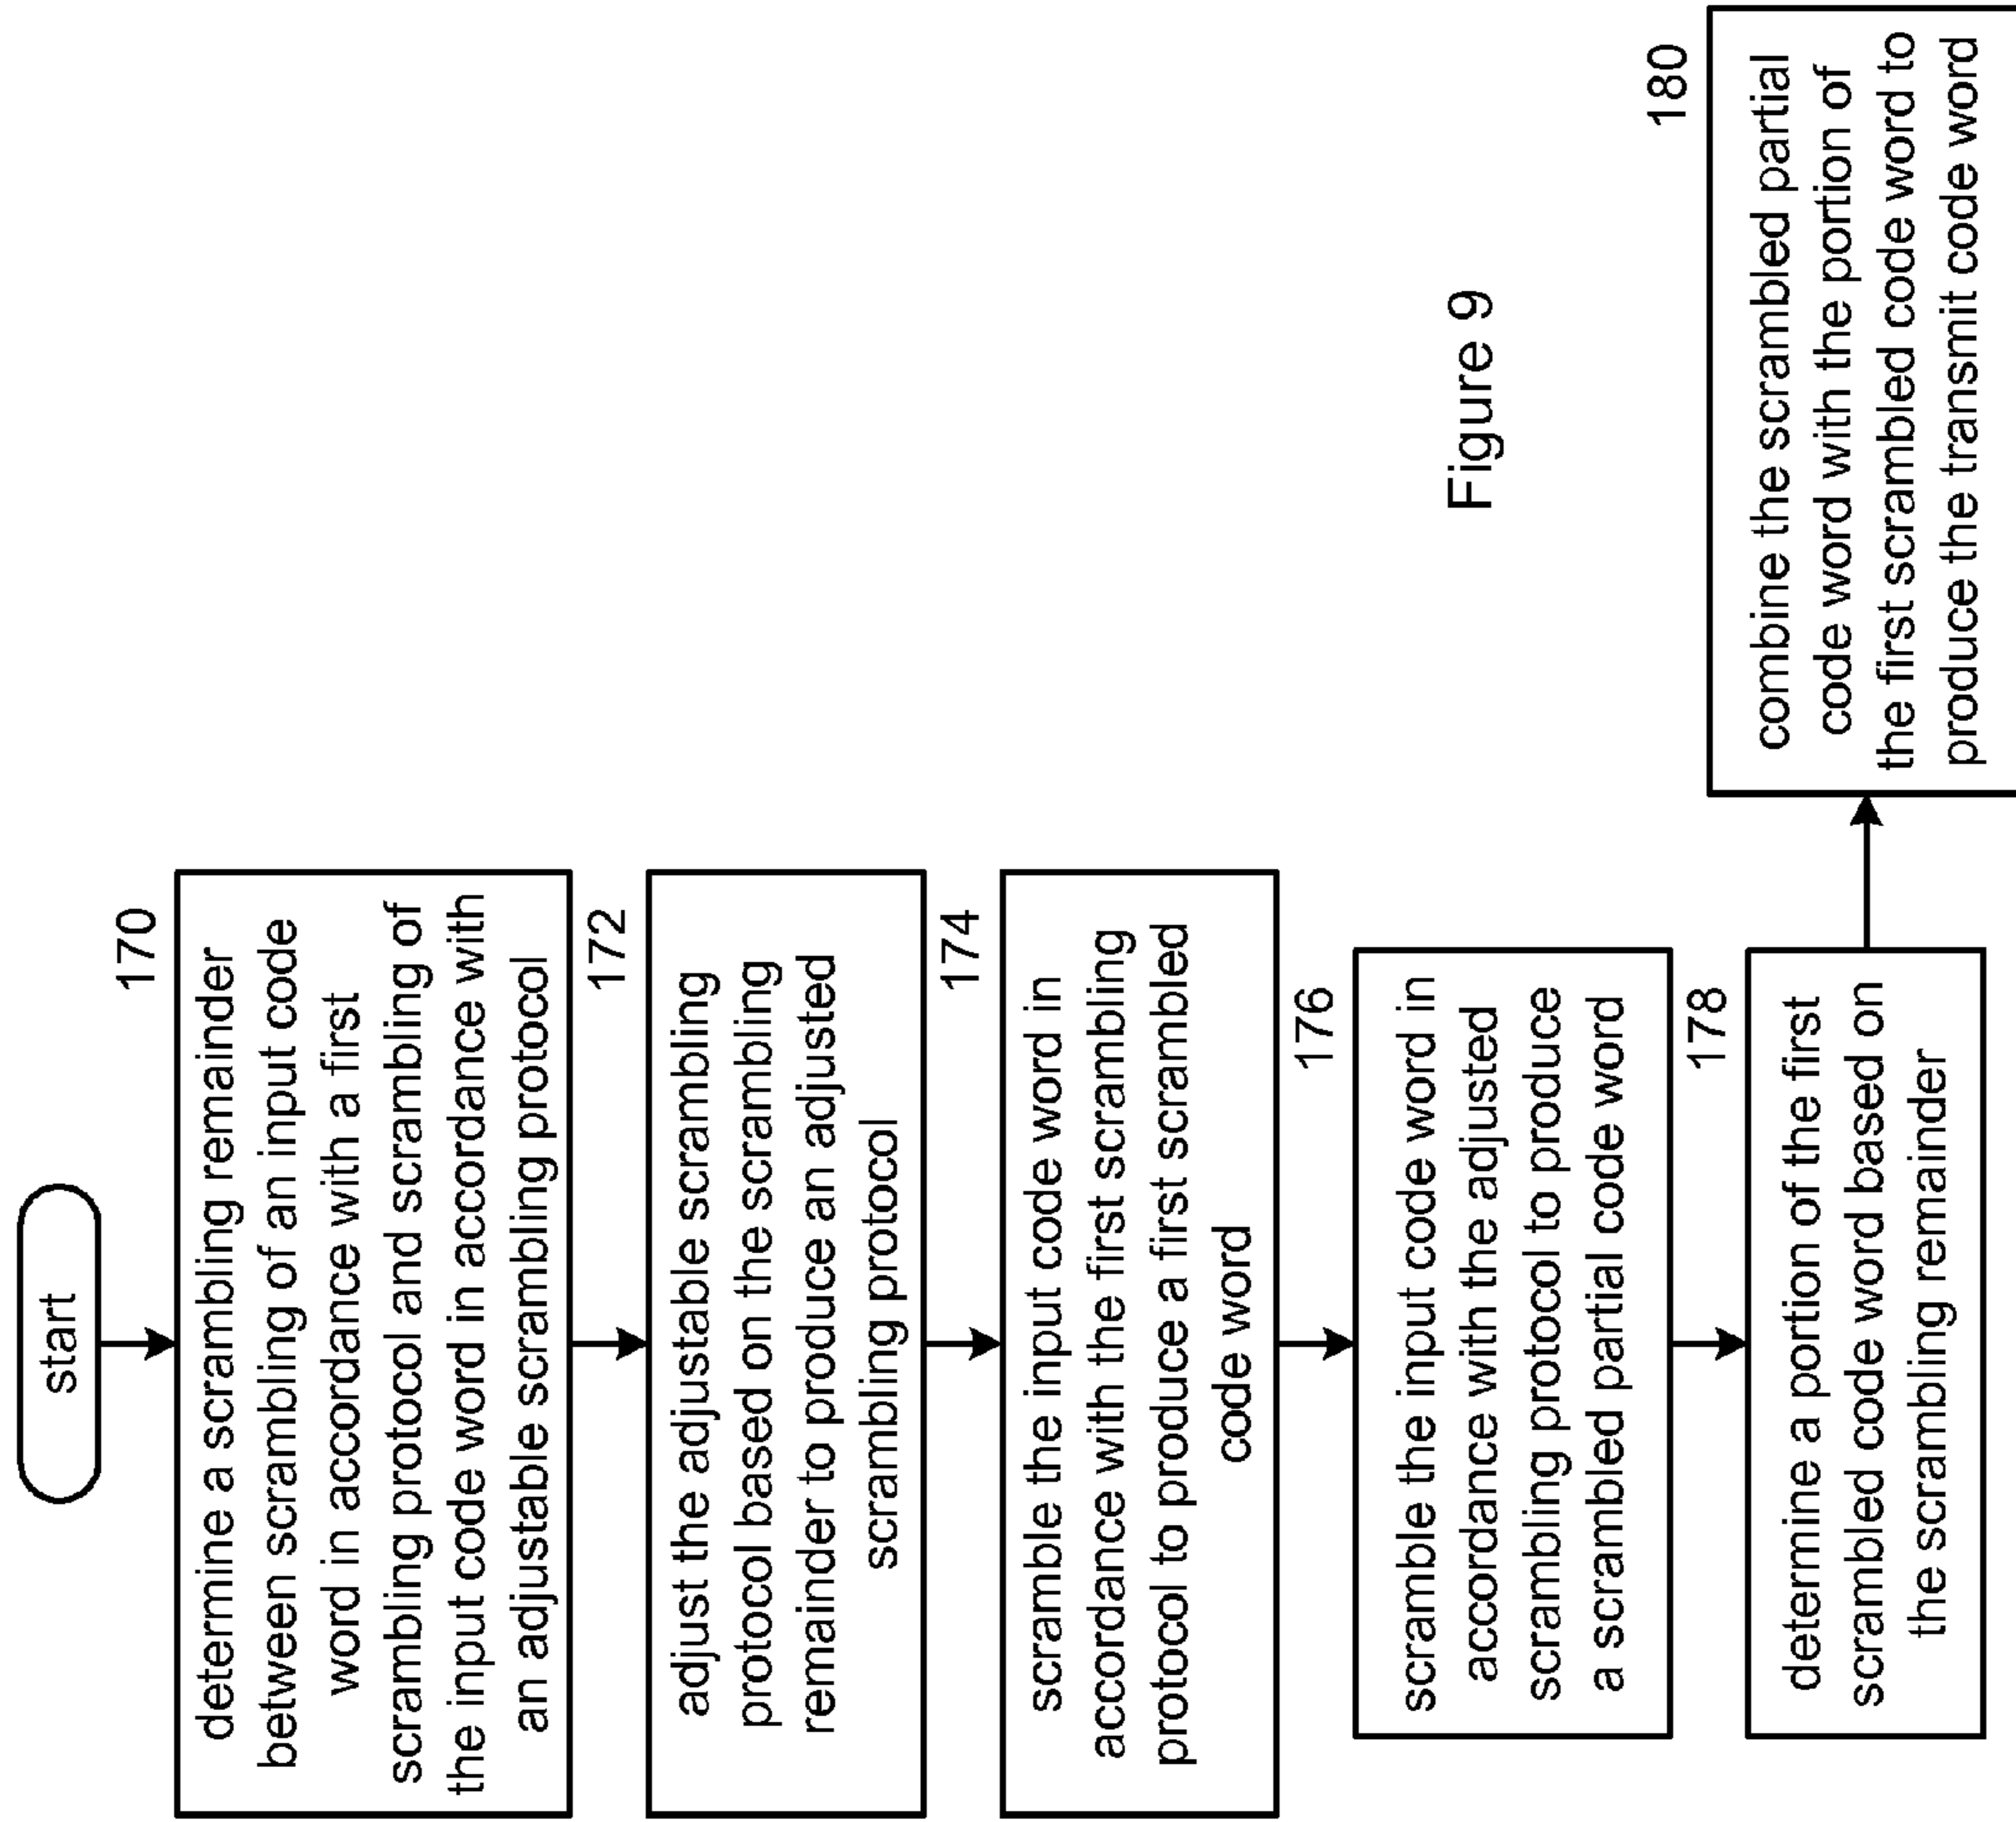 start
170
determine a scrambling remainder
between scrambling of an input code
word in accordance with a first
scrambling protocol and scrambling of
the input code word in accordance with
an adjustable scrambling protocol
172
adjust the adjustable scrambling
protocol based on the scrambling
remainder to produce an adjusted
scrambling protocol
174
scramble the input code word in
accordance with the first scrambling
protocol to produce a first scrambled
code word
176
scramble the input code word in
accordance with the adjusted
scrambling protocol to produce
a scrambled partial code word
178
determine a portion of the first
scrambled code word based on
the scrambling remainder
180
combine the scrambled partial
code word with the portion of
the first scrambled code word to
produce the transmit code word
Figure 9